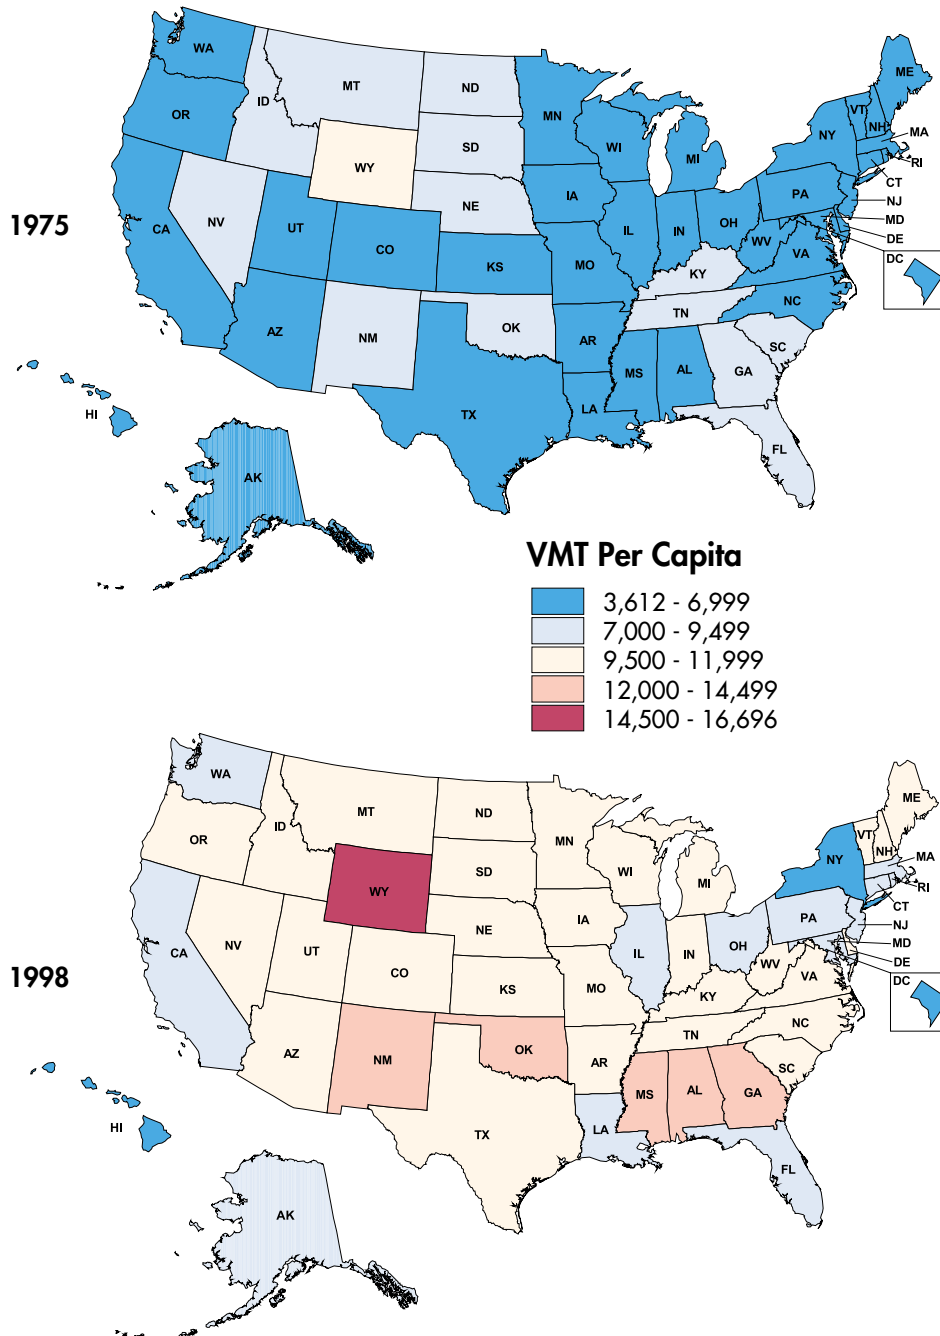 WA
MT
ND
ME
ID
OR
MN
VT
NH
MA
NY
SD
WI
MI
RI
WY
CT
PA
NJ
IA
NE
MD
1975
NV
CA
UT
OH
DE
IL
IN
WV
CO
VA
DC
KS
MO
KY
NC
TN
AZ
OK
NM
AR
SC
MS
AL
GA
LA
HI
TX
FL
AK
VMT Per Capita
3,612 - 6,999
7,000 - 9,499
9,500 - 11,999
12,000 - 14,499
14,500 - 16,696
WA
ME
MT
ND
ID
OR
MN
VT
NH
NY
MA
WI
SD
MI
RI
WY
CT
IA
PA
NJ
NE
MD
NV
CA
UT
OH
IL
IN
DE
WV
DC
CO
VA
1998
KS
MO
KY
NC
TN
AZ
NM
OK
AR
SC
MS
AL
GA
HI
TX
LA
FL
AK